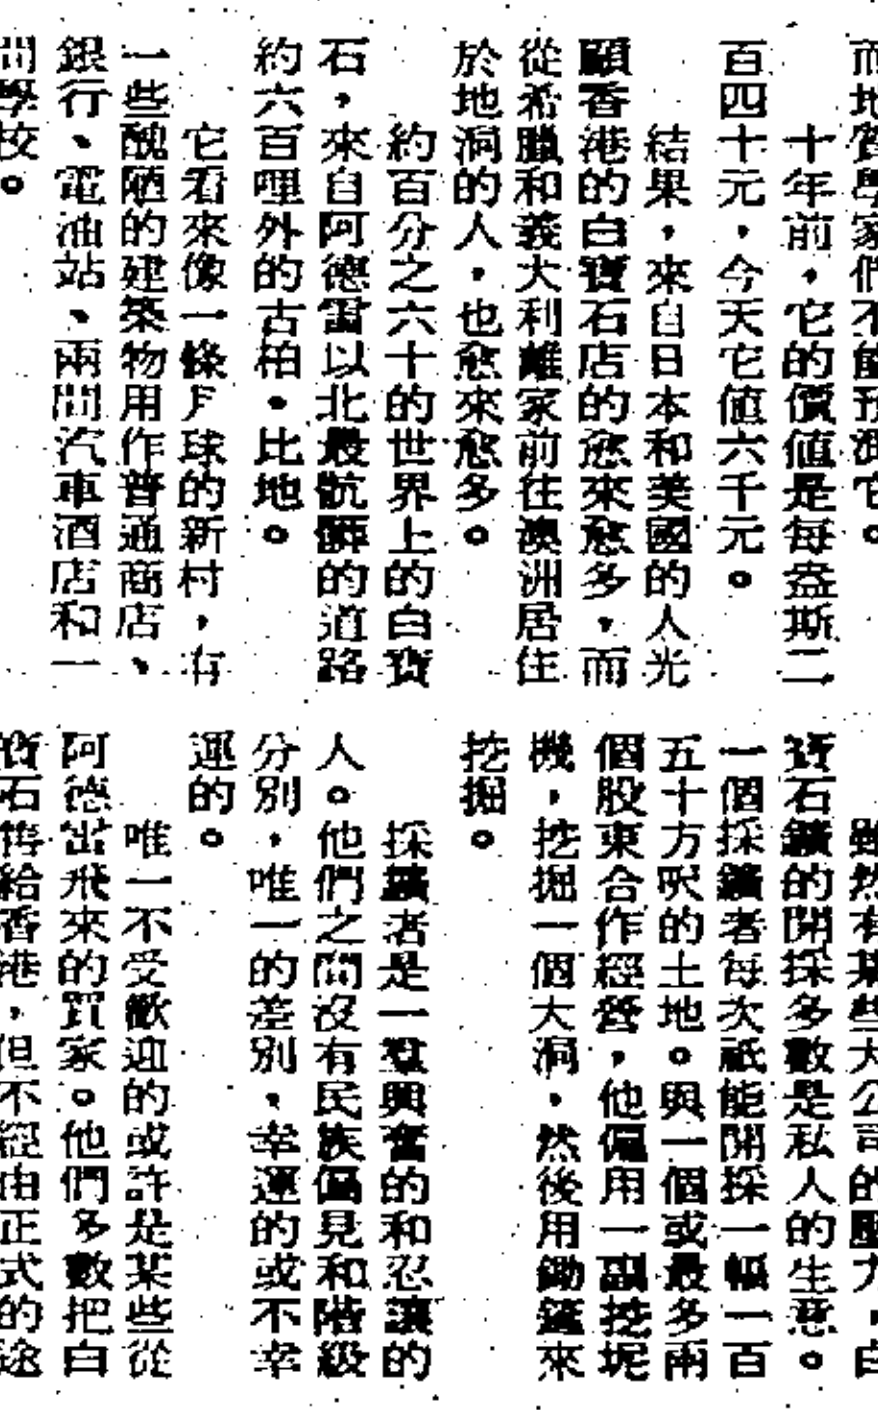 而地質學家們不能預測它。
十年前，它的價值是每盎斯二
百四十元，今天它值六千元。
結果，來自日本和美國的人光
顧香港的白寶石店的愈來愈多，而
從希臘和義大利離家前往澳洲居住
於地洞的人，也愈來愈多。
約百分之六十的世界上的白寶
石，來自阿德雷以北最骯髒的道路
約六百哩外的古柏・比地。
它看來像一條月球的新村，有
一些醜陋的建築物用作普通商店、
銀行、電油站、兩間汽車酒店和一
間學校。
雖然有某些大公司的壓力，白
寶石鑛的開採多數是私人的生意。
一個採鑛者每次祇能開採一幅一百
五十方呎的土地。與一個或最多兩
個股東合作經營，他僱用一副挖坭
機，挖掘一個大洞，然後用鋤鏟來
挖掘。
採鑛者是一羣興奮的和忍讓的
人。他們之間沒有民族偏見和階級
分別，唯一的差別，幸運的或不幸
運的。
唯一不受歡迎的或許是某些從
阿德雷飛來的買家。他們多數把白
寶石售給香港，但不經由正式的途